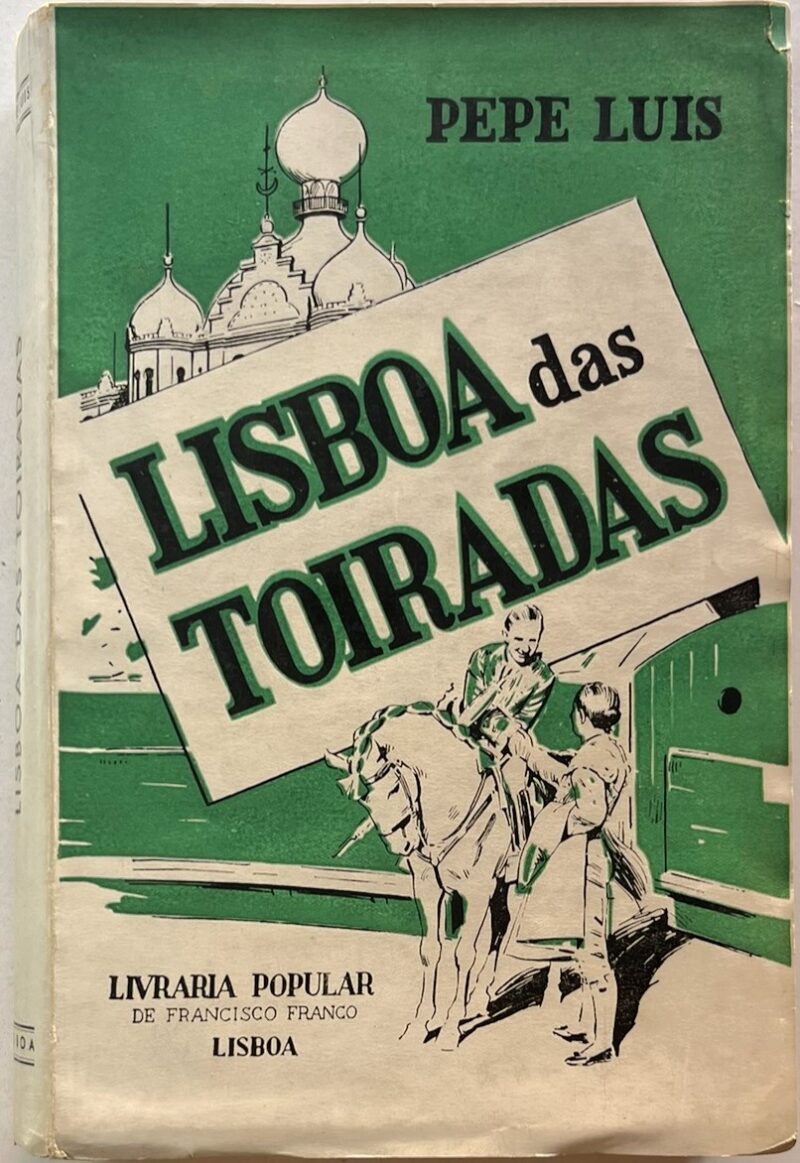 PEPE LUIS
LISBOA das
TOIRADAS
LIVRARIA POPULAR
DE FRANCISCO FRANCO
LISBOA
LISBOA DAS TOIRADAS